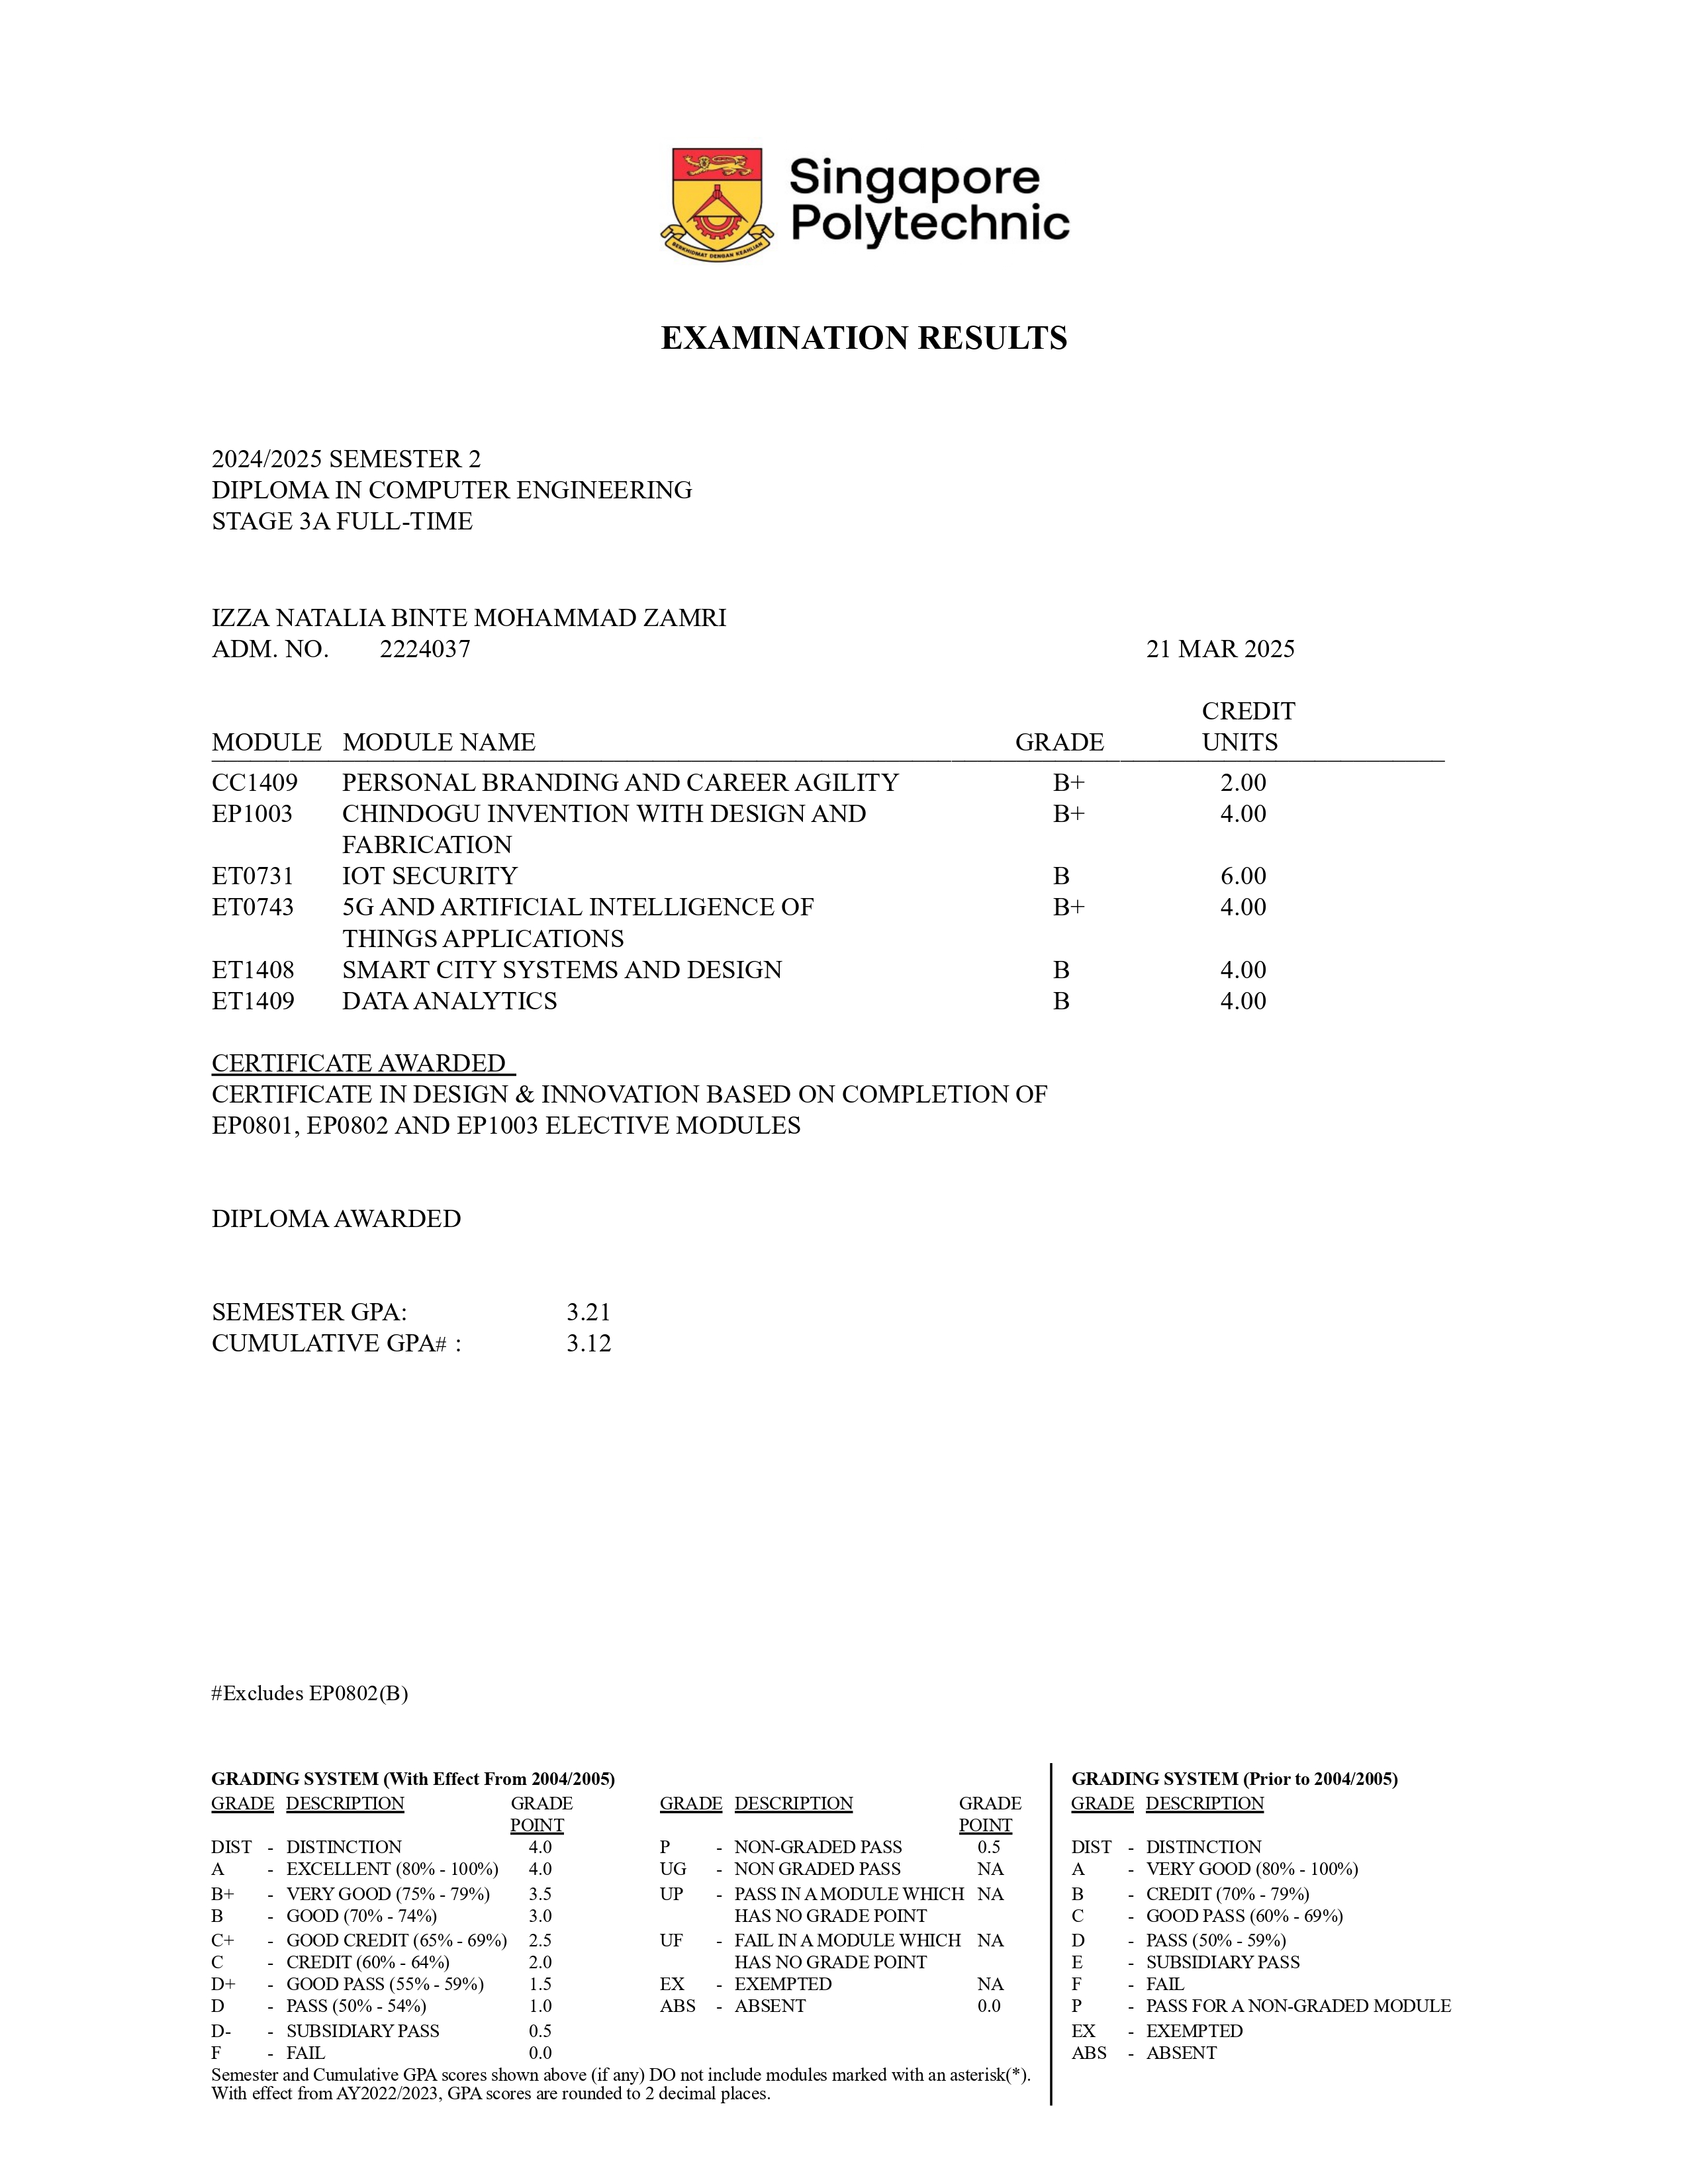 Singapore
Polytechnic
BERKHIDMAT DENGAN KEAHLIAN
EXAMINATION RESULTS
2024/2025 SEMESTER 2
DIPLOMA IN COMPUTER ENGINEERING
STAGE 3A FULL-TIME
IZZA NATALIA BINTE MOHAMMAD ZAMRI
ADM. NO. 2224037 21 MAR 2025
CREDIT
MODULE MODULE NAME GRADE UNITS
CC1409 PERSONAL BRANDING AND CAREER AGILITY B+ 2.00
EP1003 CHINDOGU INVENTION WITH DESIGN AND B+ 4.00
FABRICATION
ET0731 IOT SECURITY B 6.00
ET0743 5G AND ARTIFICIAL INTELLIGENCE OF B+ 4.00
THINGS APPLICATIONS
ET1408 SMART CITY SYSTEMS AND DESIGN B 4.00
ET1409 DATA ANALYTICS B 4.00
CERTIFICATE AWARDED
CERTIFICATE IN DESIGN & INNOVATION BASED ON COMPLETION OF
EP0801, EP0802 AND EP1003 ELECTIVE MODULES
DIPLOMA AWARDED
SEMESTER GPA: 3.21
CUMULATIVE GPA# : 3.12
#Excludes EP0802(B)
GRADING SYSTEM (With Effect From 2004/2005)
GRADE DESCRIPTION GRADE
POINT
DIST - DISTINCTION 4.0
A - EXCELLENT (80% - 100%) 4.0
B+ - VERY GOOD (75% - 79%) 3.5
B - GOOD (70% - 74%) 3.0
C+ - GOOD CREDIT (65% - 69%) 2.5
C - CREDIT (60% - 64%) 2.0
D+ - GOOD PASS (55% - 59%) 1.5
D - PASS (50% - 54%) 1.0
D- - SUBSIDIARY PASS 0.5
F - FAIL 0.0
GRADE DESCRIPTION GRADE
POINT
P - NON-GRADED PASS 0.5
UG - NON GRADED PASS NA
UP - PASS IN A MODULE WHICH NA
HAS NO GRADE POINT
UF - FAIL IN A MODULE WHICH NA
HAS NO GRADE POINT
EX - EXEMPTED NA
ABS - ABSENT 0.0
Semester and Cumulative GPA scores shown above (if any) DO not include modules marked with an asterisk(*).
With effect from AY2022/2023, GPA scores are rounded to 2 decimal places.
GRADING SYSTEM (Prior to 2004/2005)
GRADE DESCRIPTION
DIST - DISTINCTION
A - VERY GOOD (80% - 100%)
B - CREDIT (70% - 79%)
C - GOOD PASS (60% - 69%)
D - PASS (50% - 59%)
E - SUBSIDIARY PASS
F - FAIL
P - PASS FOR A NON-GRADED MODULE
EX - EXEMPTED
ABS - ABSENT